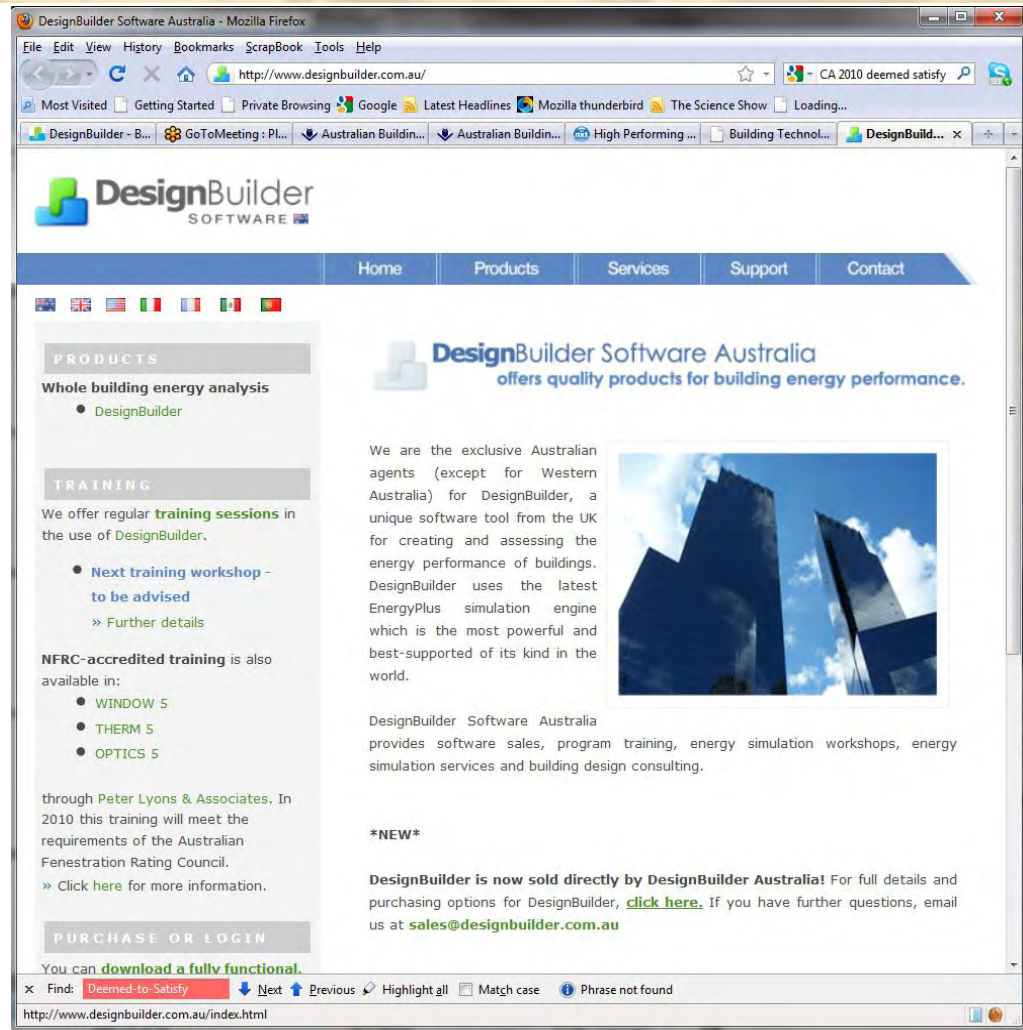 DesignBuilder Software Australia - Mozilla Firefox
File Edit View History Bookmarks ScrapBook Tools Help
http://www.designbuilder.com.au/
CA 2010 deemed satisfy
Most Visited Getting Started Private Browsing Google Latest Headlines Mozilla thunderbird The Science Show Loading...
DesignBuilder - B... GoToMeeting : Pl... Australian Buildin... Australian Buildin... High Performing ... Building Technol... DesignBuild...
DesignBuilder
SOFTWARE
Home Products Services Support Contact
PRODUCTS
Whole building energy analysis
DesignBuilder
TRAINING
We offer regular training sessions in
the use of DesignBuilder.
Next training workshop -
to be advised
» Further details
NFRC-accredited training is also
available in:
WINDOW 5
THERM 5
OPTICS 5
through Peter Lyons & Associates. In
2010 this training will meet the
requirements of the Australian
Fenestration Rating Council.
» Click here for more information.
PURCHASE OR LOGIN
You can download a fully functional,
DesignBuilder Software Australia
offers quality products for building energy performance.
We are the exclusive Australian
agents (except for Western
Australia) for DesignBuilder, a
unique software tool from the UK
for creating and assessing the
energy performance of buildings.
DesignBuilder uses the latest
EnergyPlus simulation engine
which is the most powerful and
best-supported of its kind in the
world.
DesignBuilder Software Australia
provides software sales, program training, energy simulation workshops, energy
simulation services and building design consulting.
*NEW*
DesignBuilder is now sold directly by DesignBuilder Australia! For full details and
purchasing options for DesignBuilder, click here. If you have further questions, email
us at sales@designbuilder.com.au
x Find: Deemed-to-Satisfy Next Previous Highlight all Match case Phrase not found
http://www.designbuilder.com.au/index.html